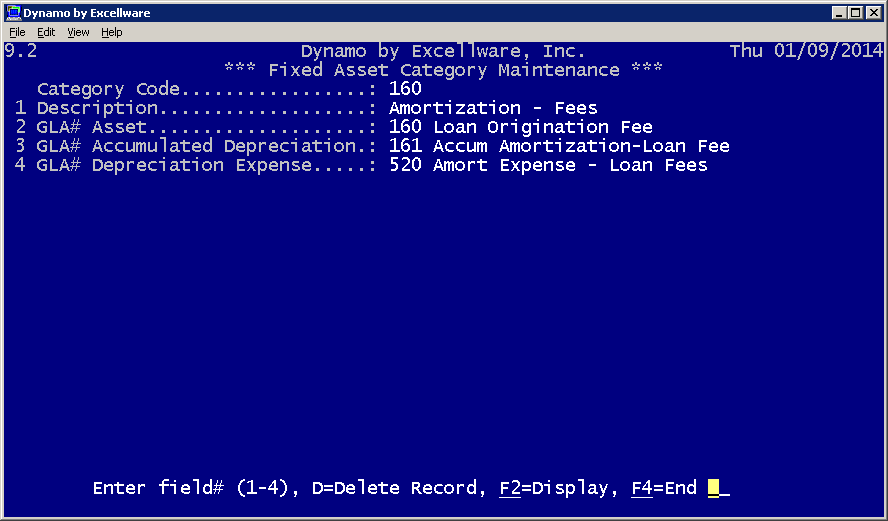 Dynamo by Excellware
File Edit View Help
9.2 Dynamo by Excellware, Inc. Thu 01/09/2014
*** Fixed Asset Category Maintenance ***
Category Code.................: 160
1 Description...................: Amortization - Fees
2 GLA# Asset....................: 160 Loan Origination Fee
3 GLA# Accumulated Depreciation.: 161 Accum Amortization-Loan Fee
4 GLA# Depreciation Expense.....: 520 Amort Expense - Loan Fees
Enter field# (1-4), D=Delete Record, F2=Display, F4=End